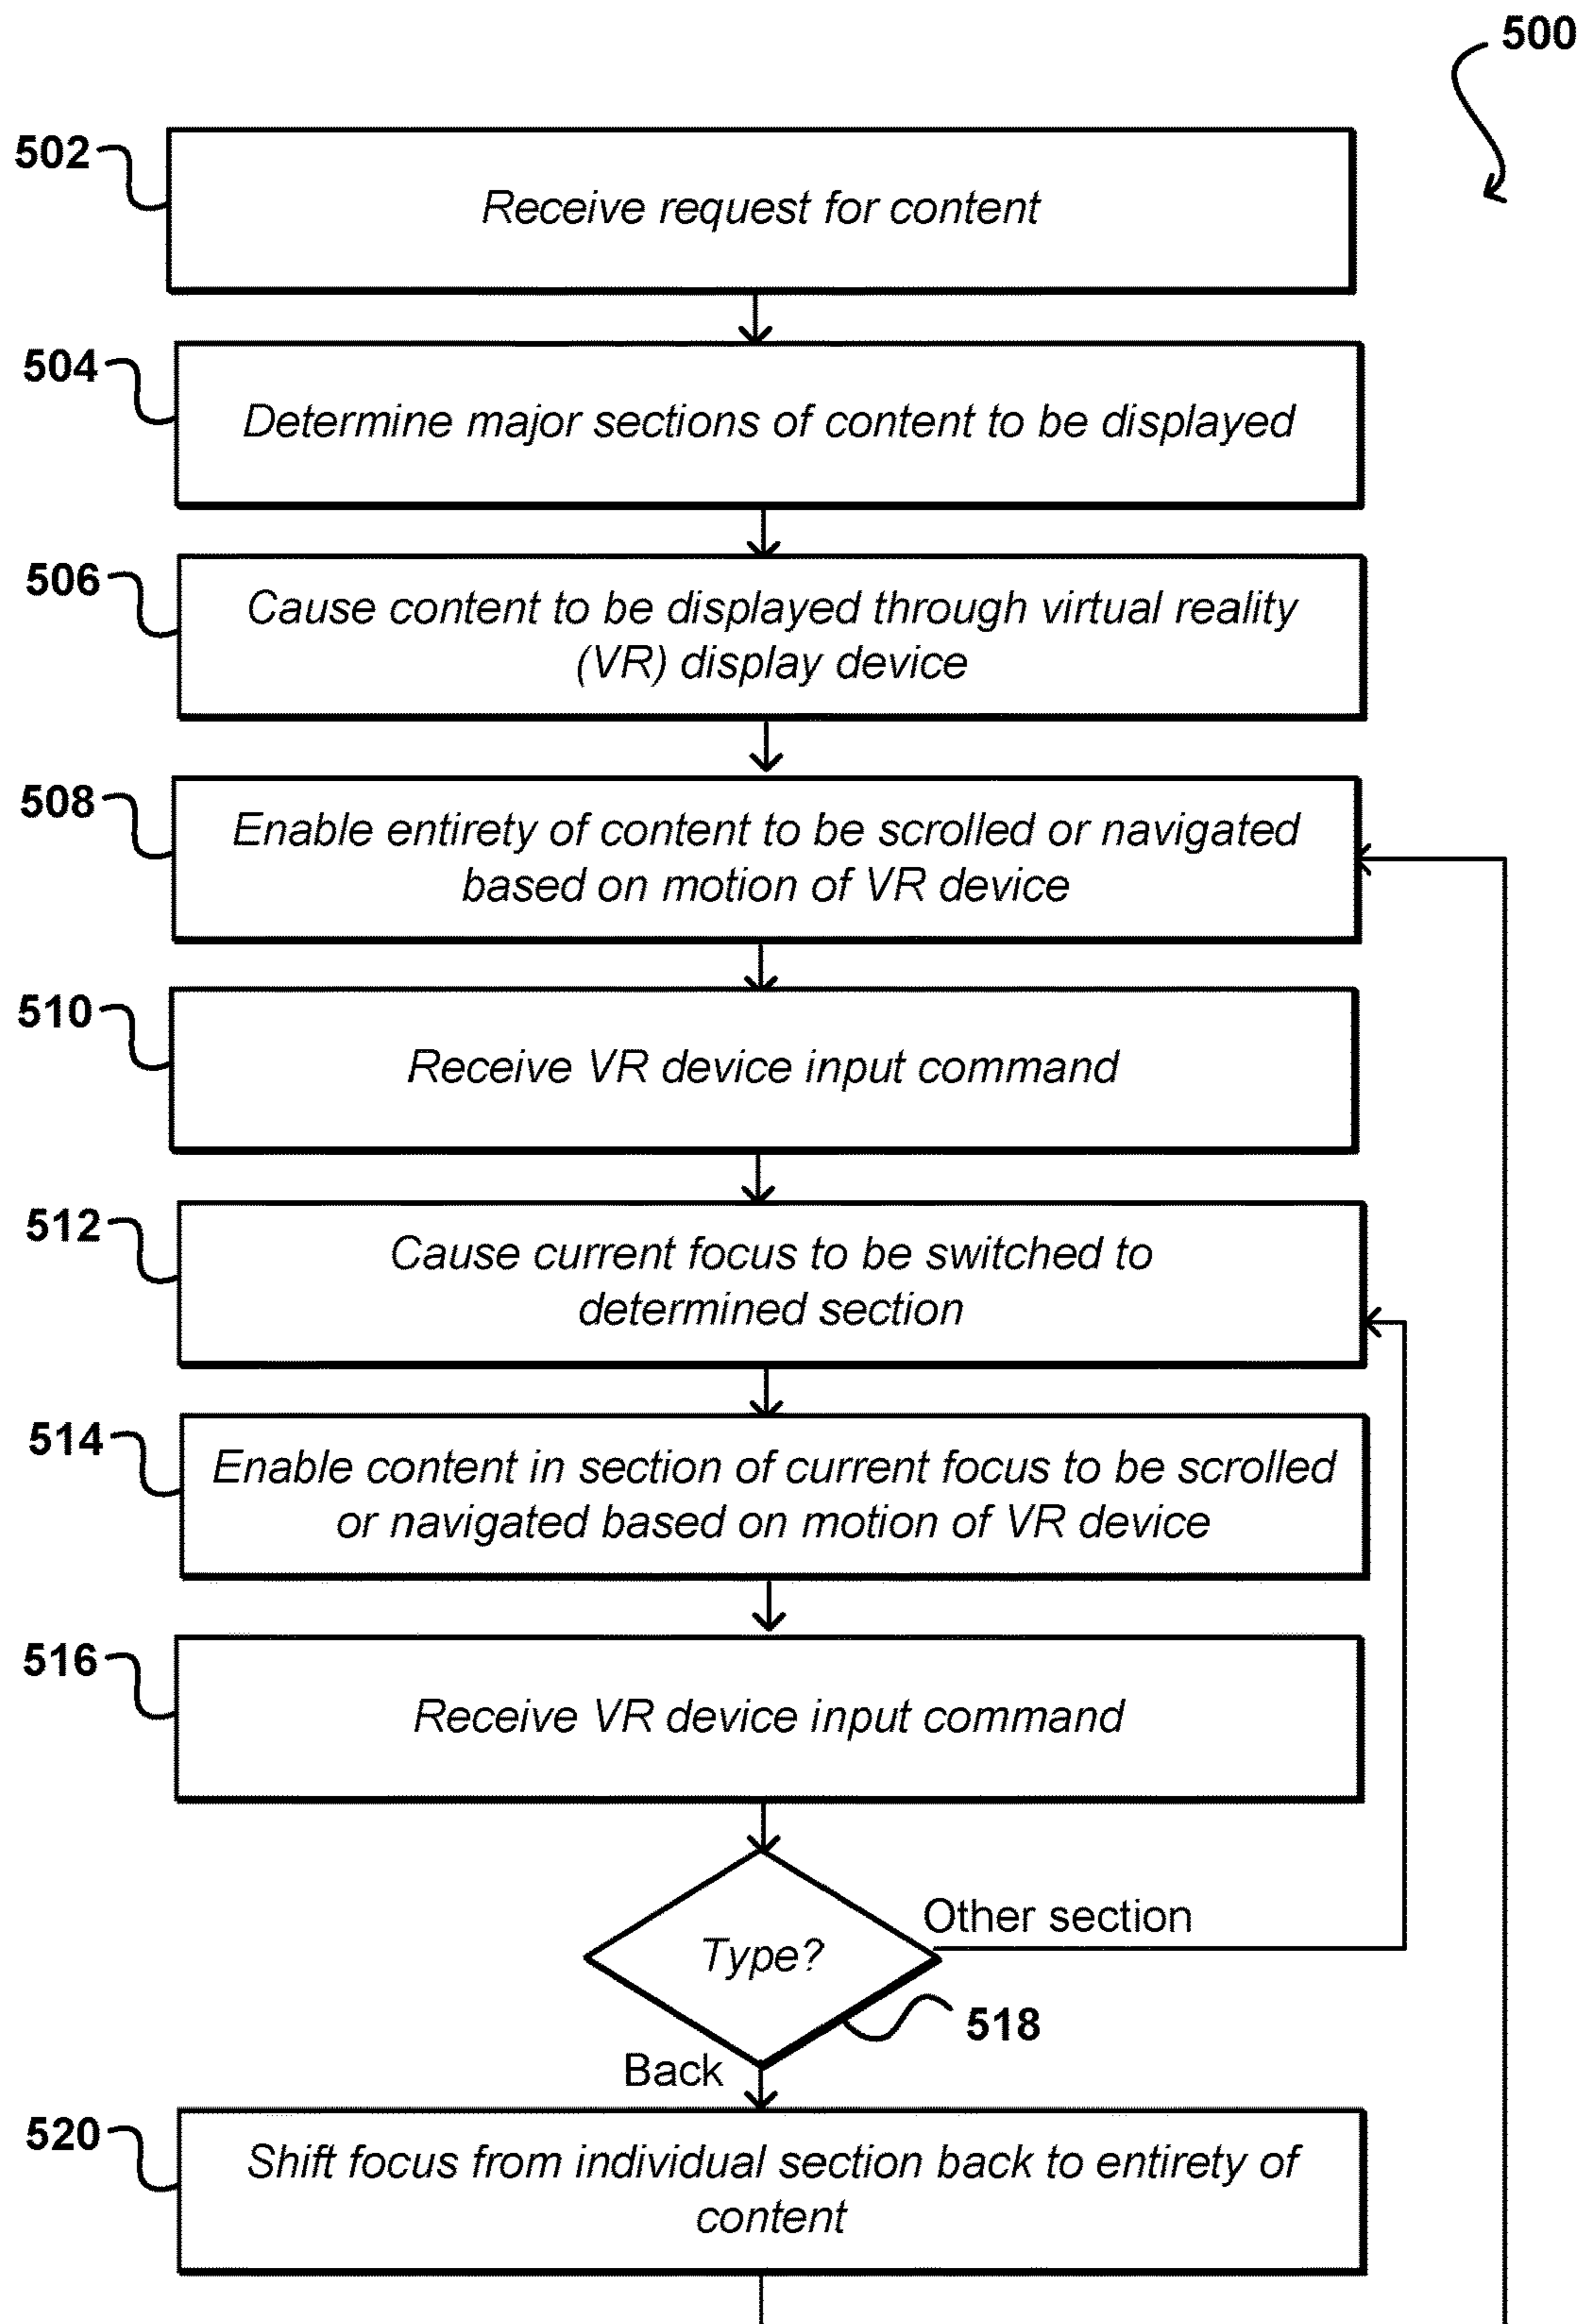 500
502
Receive request for content
504
Determine major sections of content to be displayed
506
Cause content to be displayed through virtual reality
(VR) display device
508
Enable entirety of content to be scrolled or navigated
based on motion of VR device
510
Receive VR device input command
512
Cause current focus to be switched to
determined section
514
Enable content in section of current focus to be scrolled
or navigated based on motion of VR device
516
Receive VR device input command
Other section
Type?
518
Back
520
Shift focus from individual section back to entirety of
content